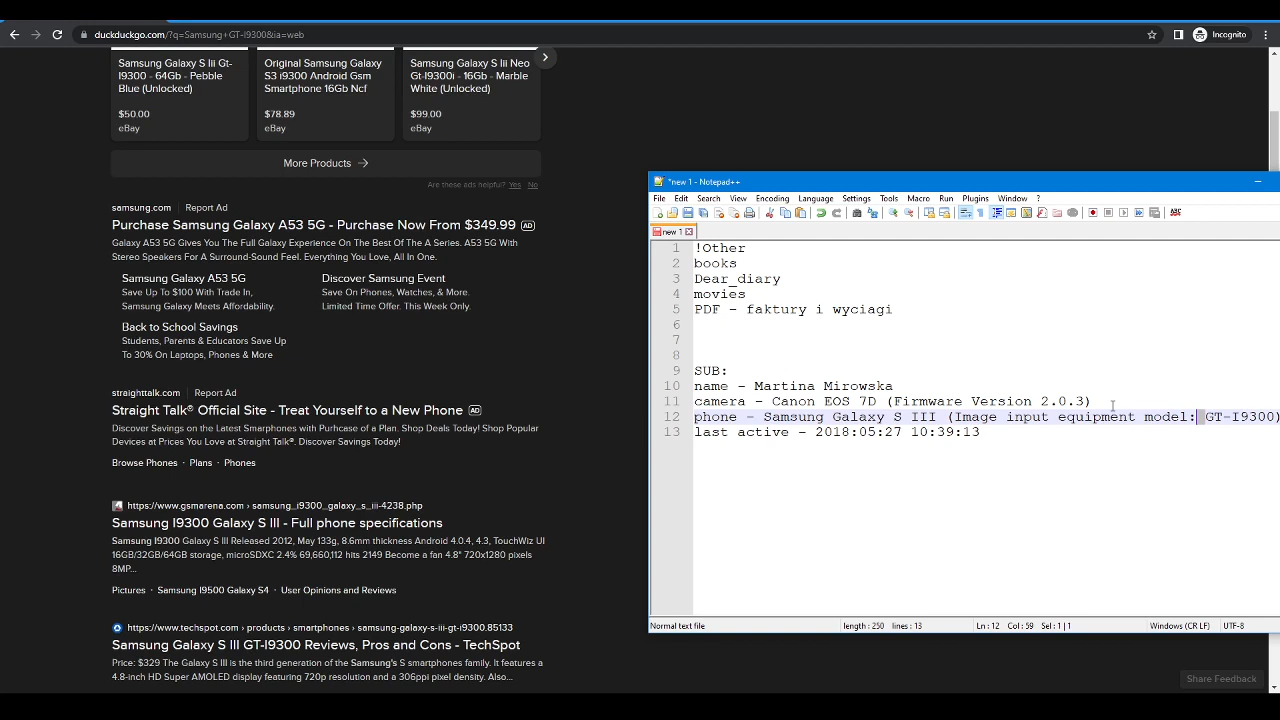 duckduckgo.com/?q=Samsung+GT-I9300&ia=web
Incognito
Samsung Galaxy S Iii Gt-
I9300 - 64Gb - Pebble
Blue (Unlocked)
$50.00
eBay
Original Samsung Galaxy
S3 i9300 Android Gsm
Smartphone 16Gb Ncf
$78.89
eBay
Samsung Galaxy S Iii Neo
Gt-I9300i - 16Gb - Marble
White (Unlocked)
$99.00
eBay
More Products
Are these ads helpful? Yes No
samsung.com Report Ad
Purchase Samsung Galaxy A53 5G - Purchase Now From $349.99 AD
Galaxy A53 5G Gives You The Full Galaxy Experience On The Best Of The A Series. A53 5G With
Stereo Speakers For A Surround-Sound Feel. Everything You Love, All In One.
Samsung Galaxy A53 5G
Save Up To $100 With Trade In,
Samsung Galaxy Meets Affordability.
Discover Samsung Event
Save On Phones, Watches, & More.
Limited Time Offer. This Week Only.
Back to School Savings
Students, Parents & Educators Save Up
To 30% On Laptops, Phones & More
straighttalk.com Report Ad
Straight Talk® Official Site - Treat Yourself to a New Phone AD
Discover Savings on the Latest Smartphones with Purhcase of a Plan. Shop Deals Today! Shop Popular
Devices at Prices You Love at Straight Talk®. Discover Savings Today!
Browse Phones · Plans · Phones
https://www.gsmarena.com › samsung_i9300_galaxy_s_iii-4238.php
Samsung I9300 Galaxy S III - Full phone specifications
Samsung I9300 Galaxy S III Released 2012, May 133g, 8.6mm thickness Android 4.0.4, 4.3, TouchWiz UI
16GB/32GB/64GB storage, microSDXC 2.4% 69,660,112 hits 2149 Become a fan 4.8" 720x1280 pixels
8MP...
Pictures · Samsung I9500 Galaxy S4 · User Opinions and Reviews
https://www.techspot.com › products › smartphones › samsung-galaxy-s-iii-gt-i9300.85133
Samsung Galaxy S III GT-I9300 Reviews, Pros and Cons - TechSpot
Price: $329 The Galaxy S III is the third generation of the Samsung's S smartphones family. It features a
4.8-inch HD Super AMOLED display featuring 720p resolution and a 306ppi pixel density. Also...
Share Feedback
*new 1 - Notepad++
File Edit Search View Encoding Language Settings Tools Macro Run Plugins Window ?
new 1
1 !Other
2 books
3 Dear_diary
4 movies
5 PDF - faktury i wyciagi
6
7
8
9 SUB:
10 name - Martina Mirowska
11 camera - Canon EOS 7D (Firmware Version 2.0.3)
12 phone - Samsung Galaxy S III (Image input equipment model: GT-I9300)
13 last active - 2018:05:27 10:39:13
Normal text file length : 250 lines : 13 Ln : 12 Col : 59 Sel : 1 | 1 Windows (CR LF) UTF-8